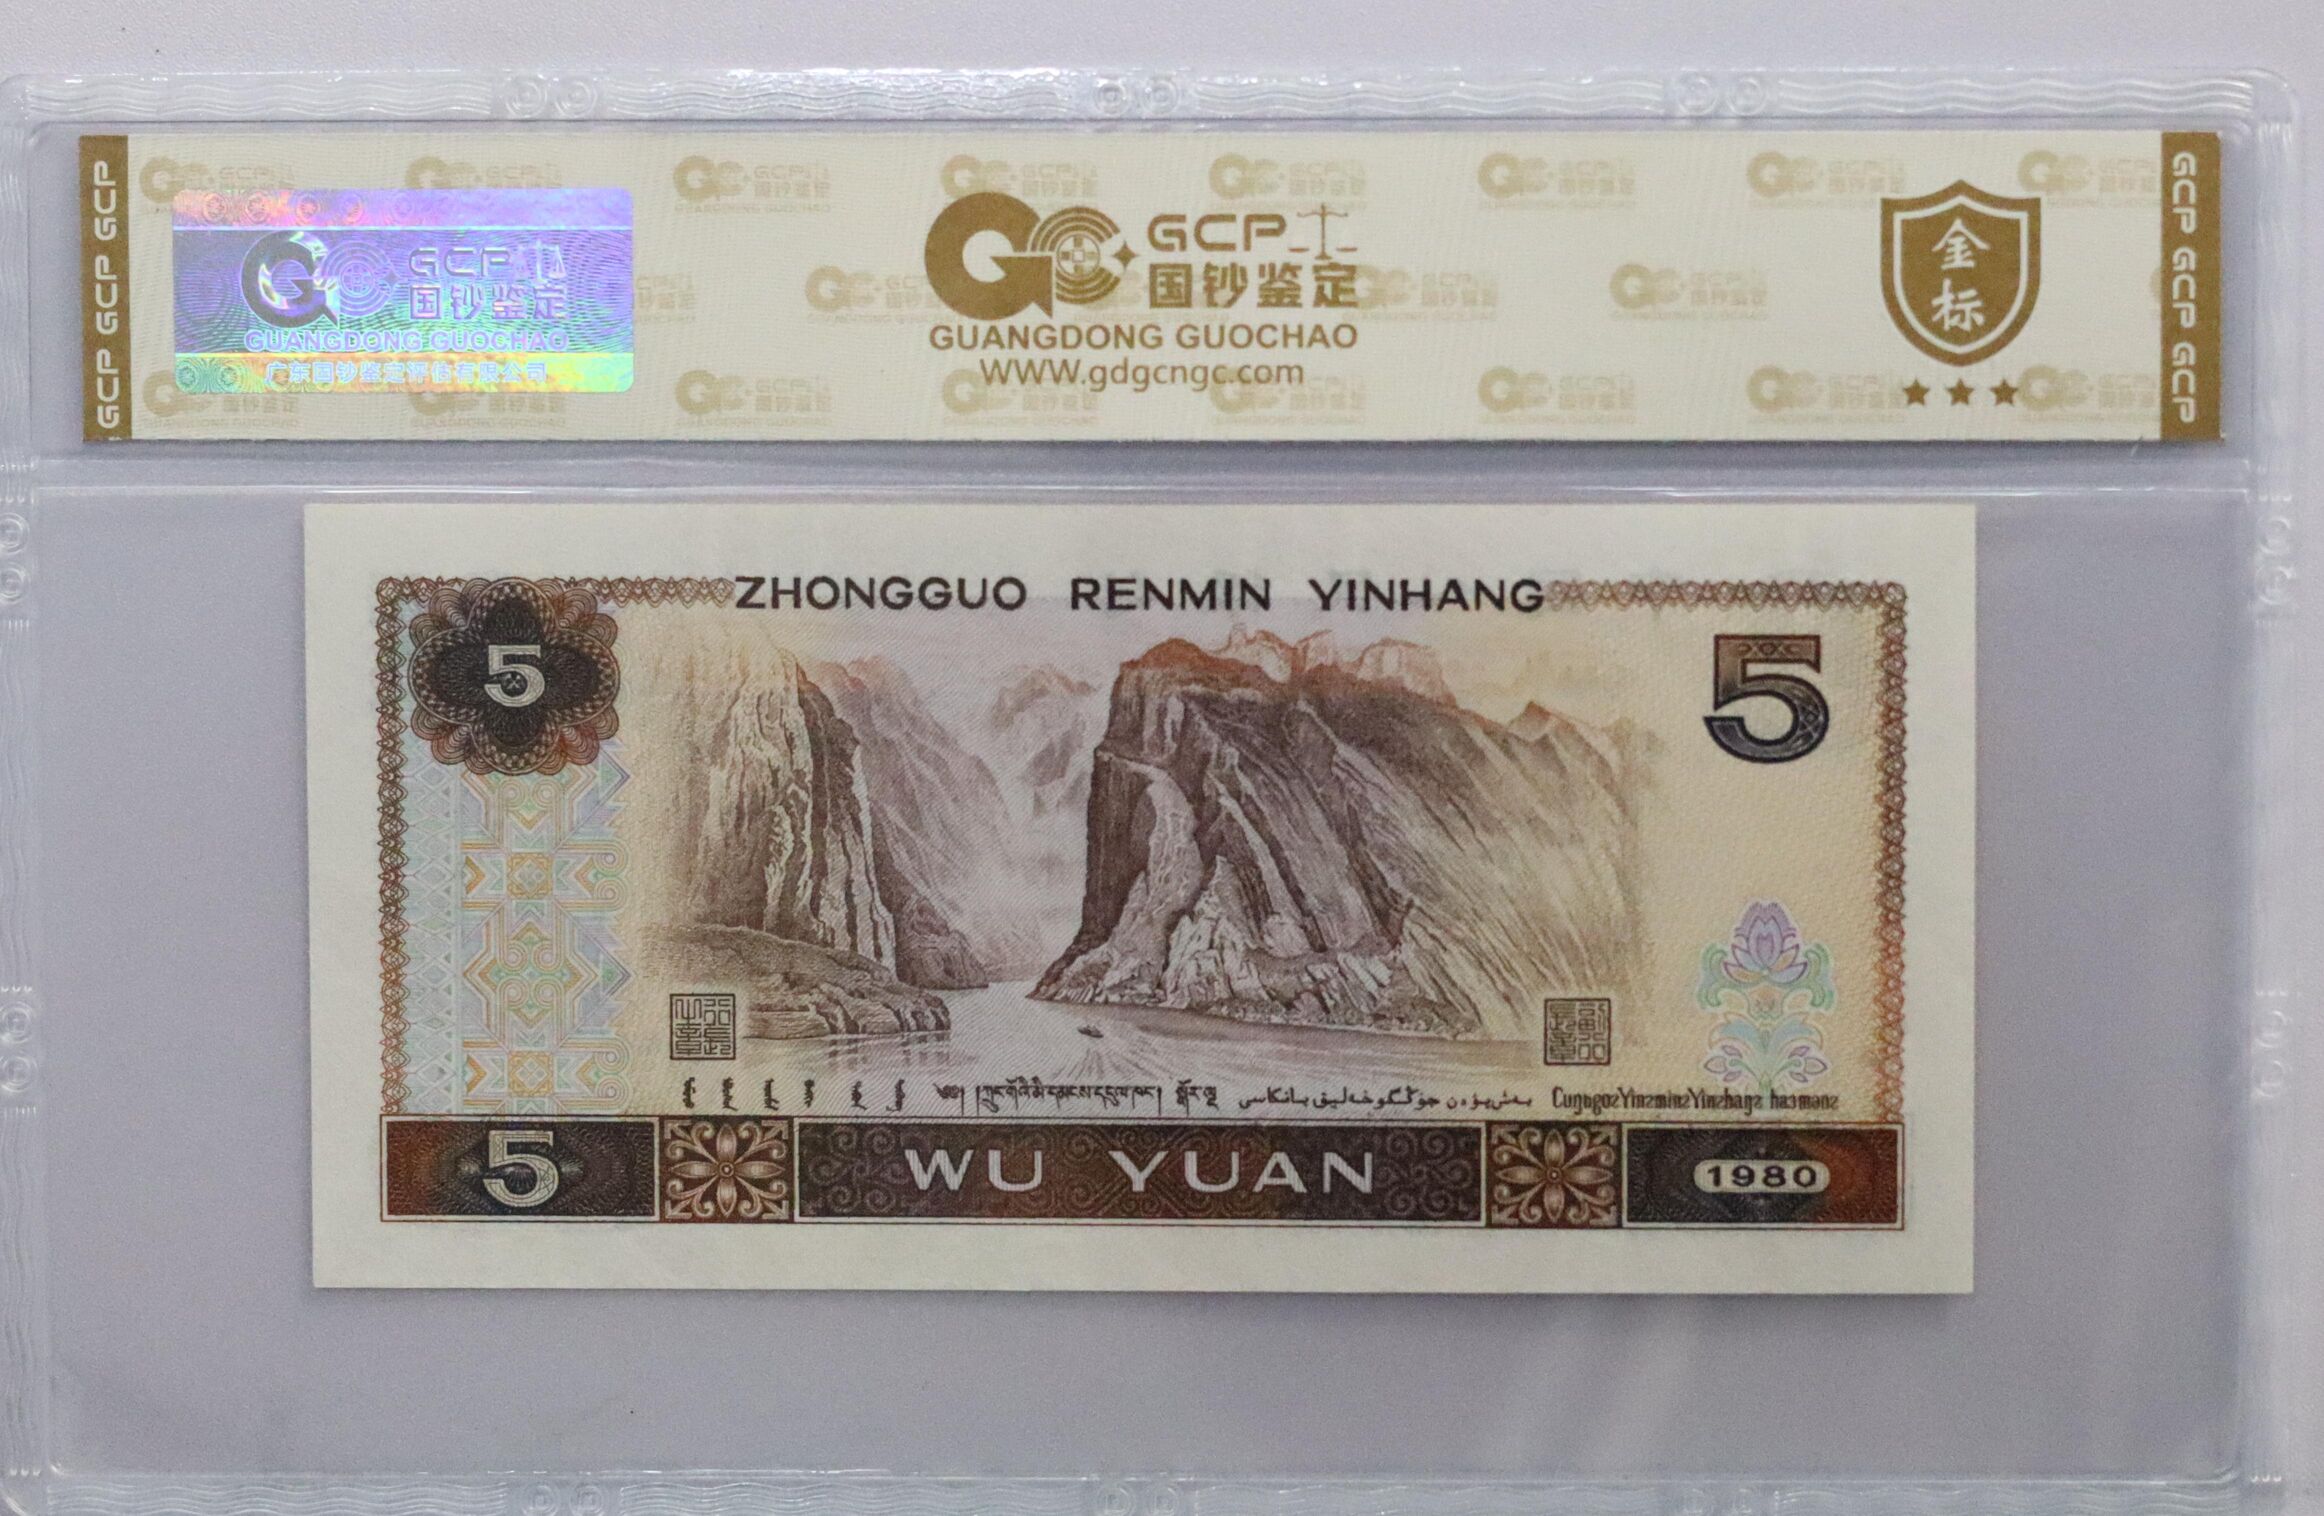 GCP GCP GCP
GCP
国钞鉴定
GUANGDONG GUOCHAO
广东国钞鉴定评估有限公司
GCP
国钞鉴定
GUANGDONG GUOCHAO
WWW.gdgcngc.com
金标
GCP GCP GCP
ZHONGGUO RENMIN YINHANG
5
5
5
WU YUAN
1980